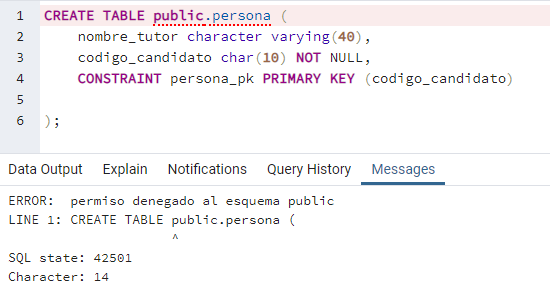 1 CREATE TABLE public.persona (
2 nombre_tutor character varying(40),
3 codigo_candidato char(10) NOT NULL,
4 CONSTRAINT persona_pk PRIMARY KEY (codigo_candidato)
5
6 );
Data Output Explain Notifications Query History Messages
ERROR:  permiso denegado al esquema public
LINE 1: CREATE TABLE public.persona (
^
SQL state: 42501
Character: 14